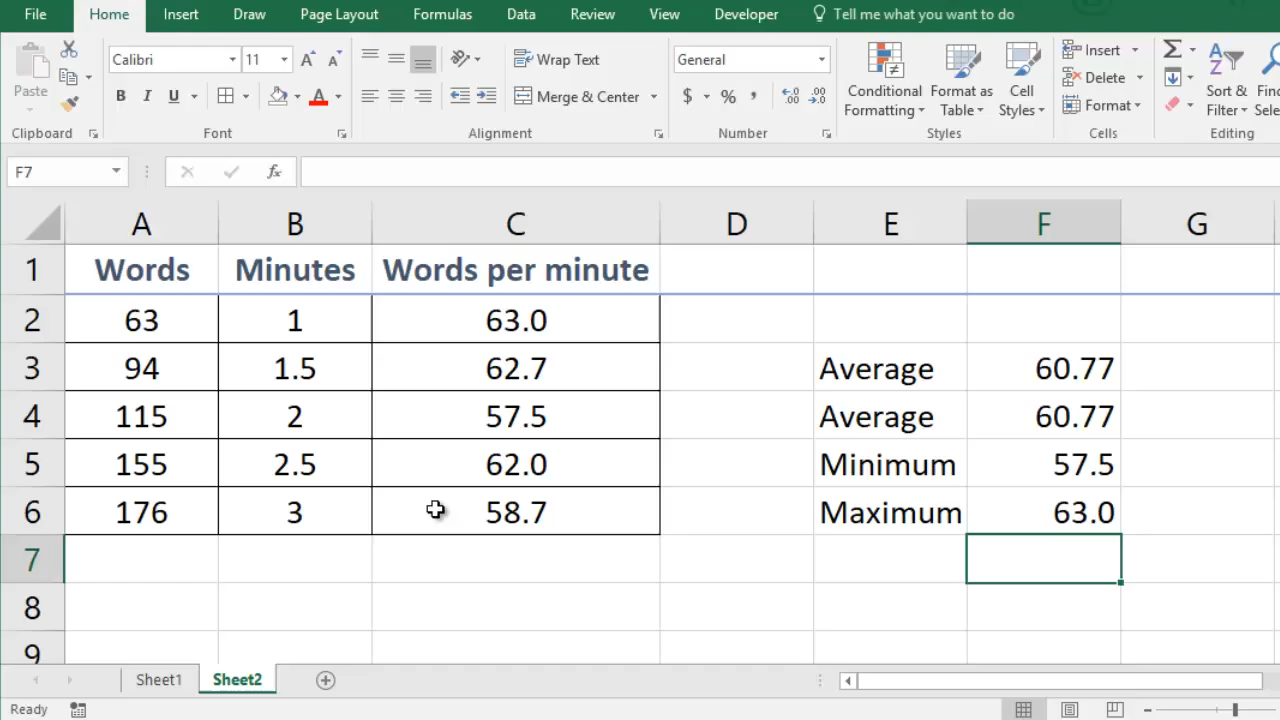 File Home Insert Draw Page Layout Formulas Data Review View Developer Tell me what you want to do
Paste Calibri 11 A A Wrap Text General Conditional Formatting Format as Table Cell Styles Insert Delete Format Sort & Filter
B I U A Merge & Center $ % ,
Clipboard Font Alignment Number Styles Cells Editing
F7 fx
A B C D E F G
1 Words Minutes Words per minute
2 63 1 63.0
3 94 1.5 62.7 Average 60.77
4 115 2 57.5 Average 60.77
5 155 2.5 62.0 Minimum 57.5
6 176 3 58.7 Maximum 63.0
7
8
9
Sheet1 Sheet2
Ready